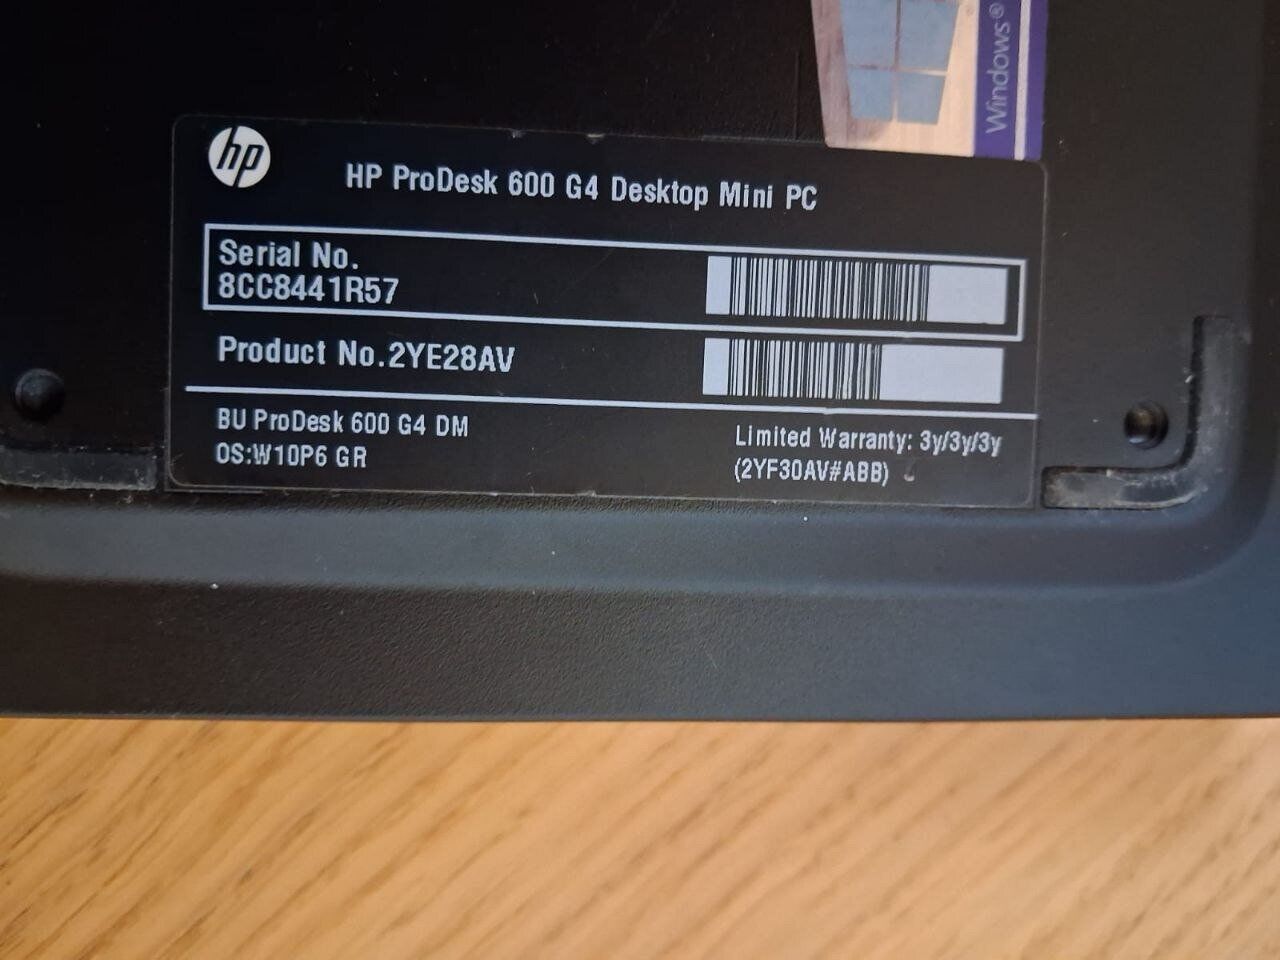 Windows®
hp
HP ProDesk 600 G4 Desktop Mini PC
Serial No.
8CC8441R57
Product No.2YE28AV
BU ProDesk 600 G4 DM
OS:W10P6 GR
Limited Warranty: 3y/3y/3y
(2YF30AV#ABB)